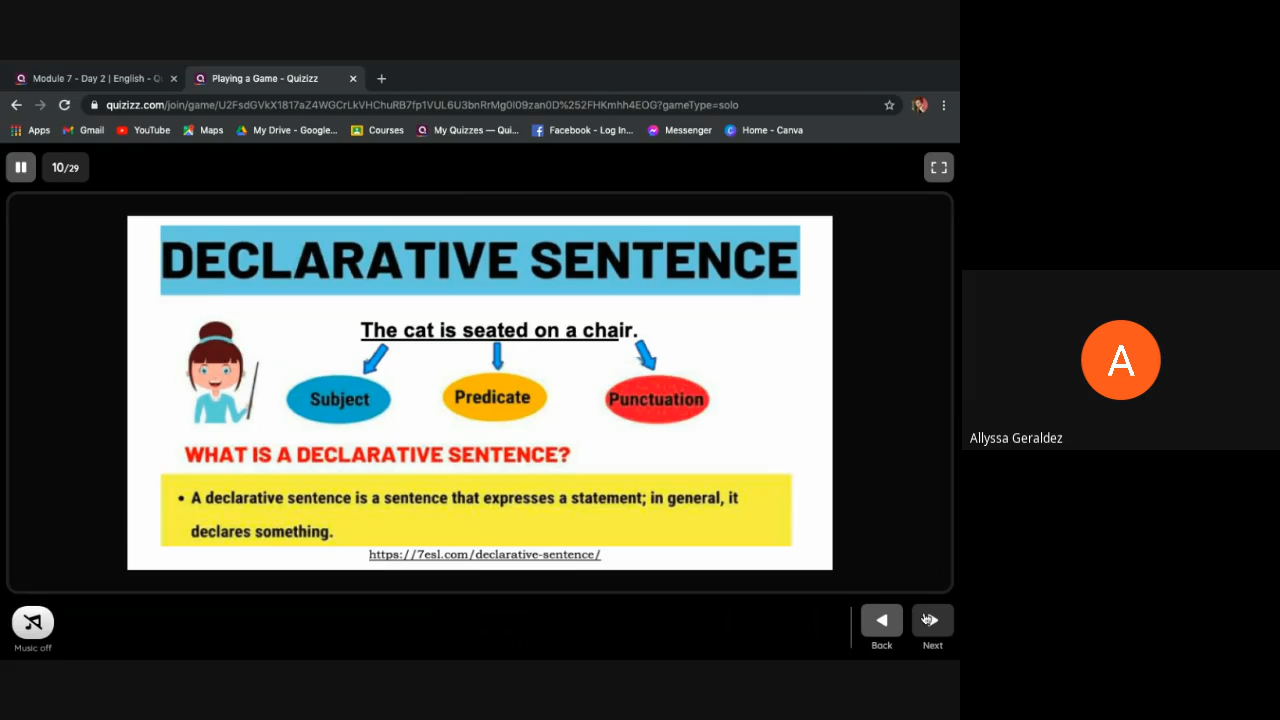 Module 7 - Day 2 | English - Q
Playing a Game - Quizizz
quizizz.com/join/game/U2FsdGVkX1817aZ4WGCrLkVHChuRB7fp1VUL6U3bnRrMg0I09zan0D%252FHKmhh4EOG?gameType=solo
Apps Gmail YouTube Maps My Drive - Google... Courses My Quizzes — Qui... Facebook - Log In... Messenger Home - Canva
10/29
DECLARATIVE SENTENCE
The cat is seated on a chair.
Subject Predicate Punctuation
WHAT IS A DECLARATIVE SENTENCE?
• A declarative sentence is a sentence that expresses a statement; in general, it
declares something.
https://7esl.com/declarative-sentence/
Music off
Back Next
A
Allyssa Geraldez